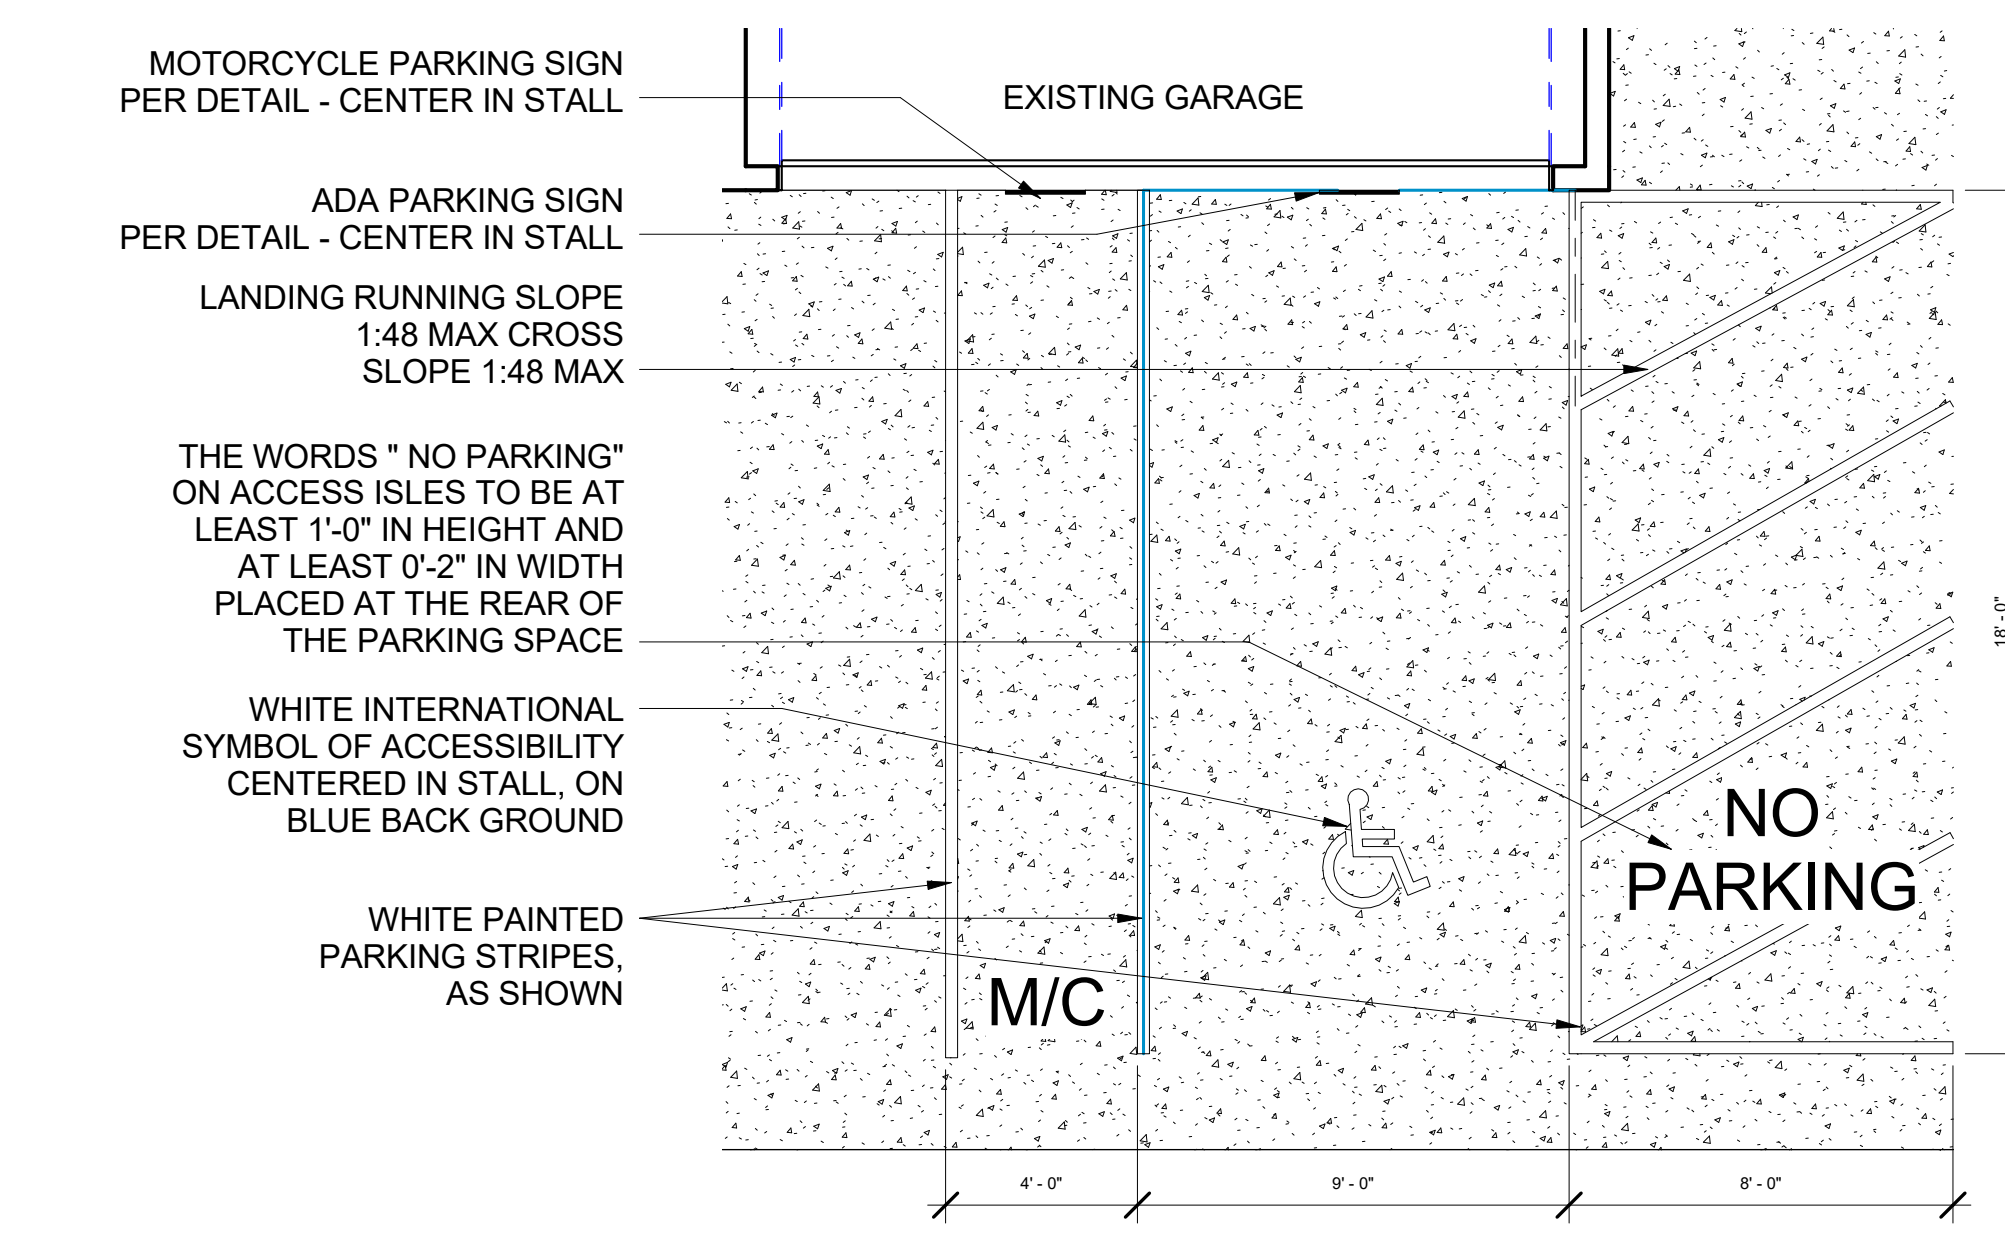 MOTORCYCLE PARKING SIGN
PER DETAIL - CENTER IN STALL
EXISTING GARAGE
ADA PARKING SIGN
PER DETAIL - CENTER IN STALL
LANDING RUNNING SLOPE
1:48 MAX CROSS
SLOPE 1:48 MAX
THE WORDS " NO PARKING"
ON ACCESS ISLES TO BE AT
LEAST 1'-0" IN HEIGHT AND
AT LEAST 0'-2" IN WIDTH
PLACED AT THE REAR OF
THE PARKING SPACE
18' - 0"
WHITE INTERNATIONAL
SYMBOL OF ACCESSIBILITY
CENTERED IN STALL, ON
BLUE BACK GROUND
NO
PARKING
WHITE PAINTED
PARKING STRIPES,
AS SHOWN
M/C
4' - 0"
9' - 0"
8' - 0"